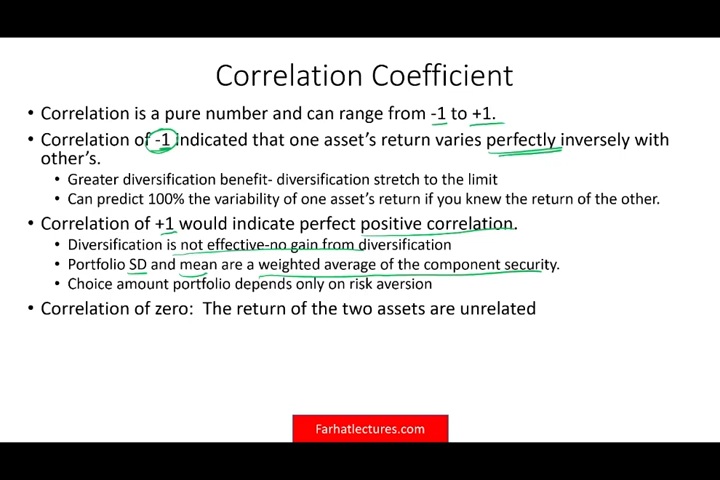 Correlation Coefficient
• Correlation is a pure number and can range from -1 to +1.
• Correlation of -1 indicated that one asset's return varies perfectly inversely with
other's.
• Greater diversification benefit- diversification stretch to the limit
• Can predict 100% the variability of one asset's return if you knew the return of the other.
• Correlation of +1 would indicate perfect positive correlation.
• Diversification is not effective-no gain from diversification
• Portfolio SD and mean are a weighted average of the component security.
• Choice amount portfolio depends only on risk aversion
• Correlation of zero: The return of the two assets are unrelated
Farhatlectures.com